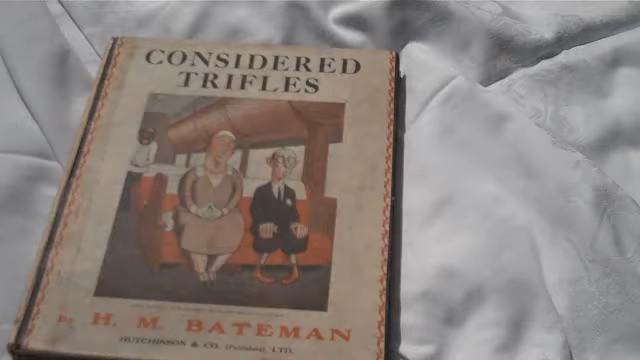 CONSIDERED
TRIFLES
By H. M. BATEMAN
HUTCHINSON & CO. (Publishers), LTD.